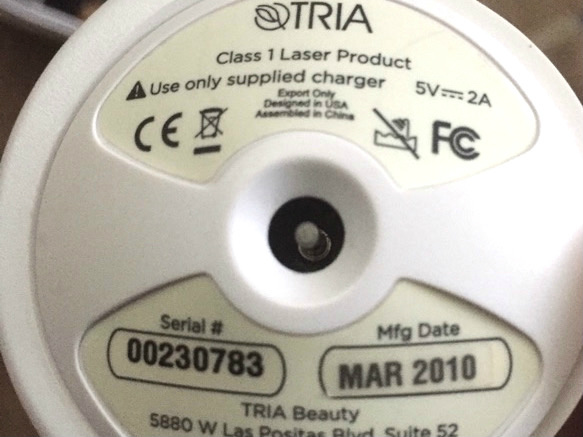 TRIA
Class 1 Laser Product
Use only supplied charger 5V 2A
Export Only
Designed in USA
Assembled in China
CE FC
Serial # Mfg Date
00230783 MAR 2010
TRIA Beauty
5880 W Las Positas Blvd, Suite 52